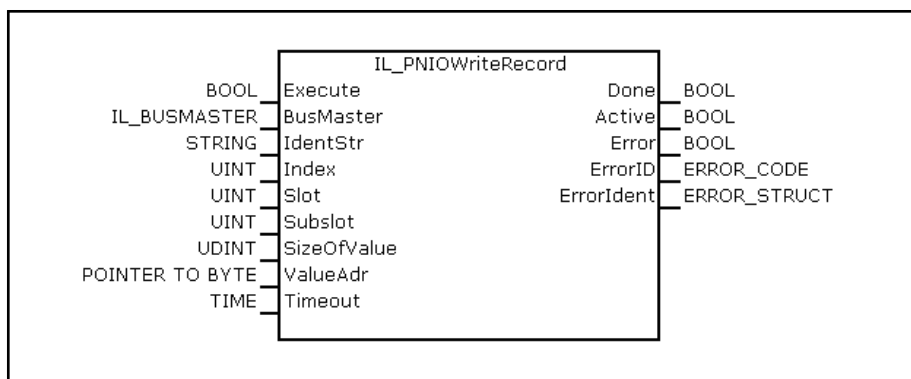 IL_PNIOWriteRecord
BOOL Execute Done BOOL
IL_BUSMASTER BusMaster Active BOOL
STRING IdentStr Error BOOL
UINT Index ErrorID ERROR_CODE
UINT Slot ErrorIdent ERROR_STRUCT
UINT Subslot
UDINT SizeOfValue
POINTER TO BYTE ValueAdr
TIME Timeout